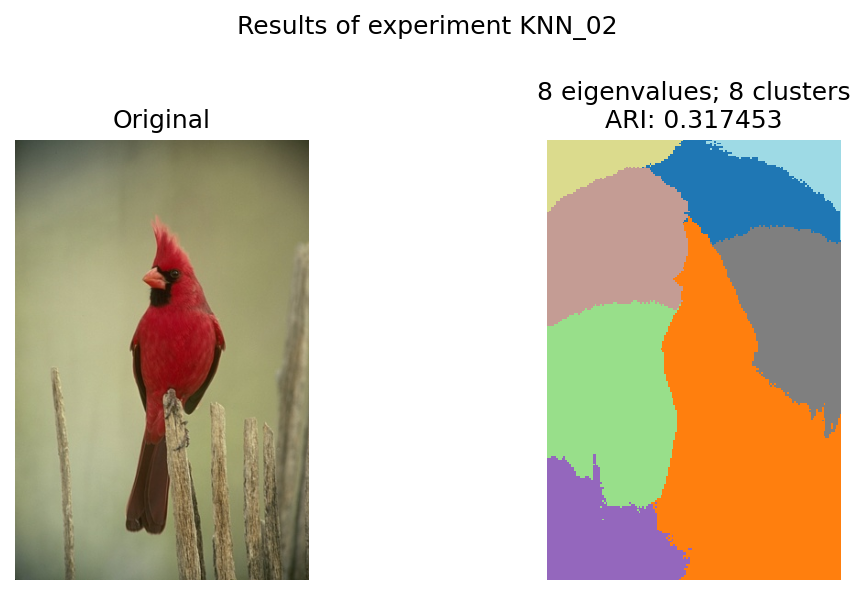 Results of experiment KNN_02
Original
8 eigenvalues; 8 clusters
ARI: 0.317453